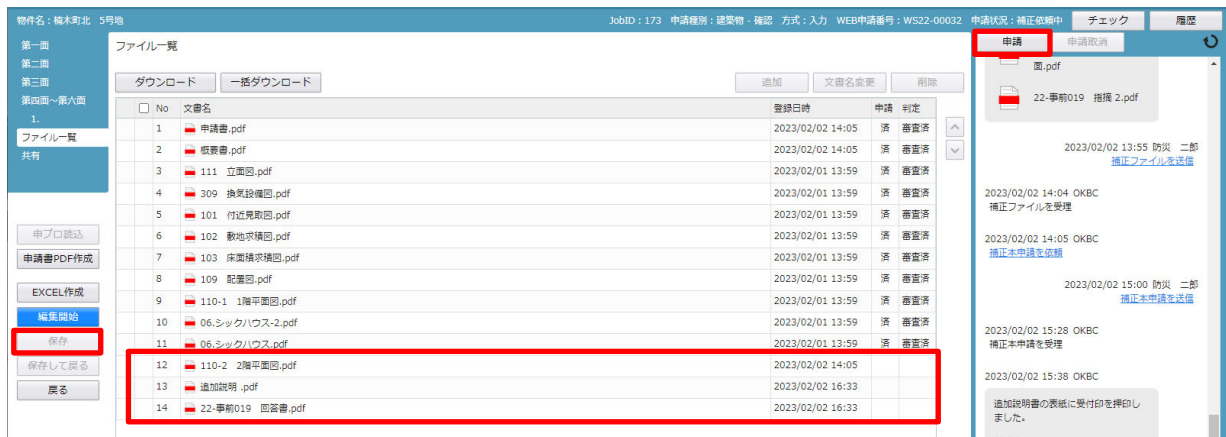 物件名：楠木町北　5号地
JobID：173　申請種別：建築物 - 確認　方式：入力　WEB申請番号：WS22-00032　申請状況：補正依頼中
チェック
履歴
第一面
第二面
第三面
第四面～第六面
1.
ファイル一覧
共有
申プロ読込
申請書PDF作成
EXCEL作成
編集開始
保存
保存して戻る
戻る
ファイル一覧
ダウンロード　一括ダウンロード　追加　文書名変更　削除
No　文書名　登録日時　申請　判定
1　申請書.pdf　2023/02/02 14:05　済　審査済
2　概要書.pdf　2023/02/02 14:05　済　審査済
3　111　立面図.pdf　2023/02/01 13:59　済　審査済
4　309　換気設備図.pdf　2023/02/01 13:59　済　審査済
5　101　付近見取図.pdf　2023/02/01 13:59　済　審査済
6　102　敷地求積図.pdf　2023/02/01 13:59　済　審査済
7　103　床面積求積図.pdf　2023/02/01 13:59　済　審査済
8　109　配置図.pdf　2023/02/01 13:59　済　審査済
9　110-1　1階平面図.pdf　2023/02/01 13:59　済　審査済
10　06.シックハウス-2.pdf　2023/02/01 13:59　済　審査済
11　06.シックハウス.pdf　2023/02/01 13:59　済　審査済
12　110-2　2階平面図.pdf　2023/02/02 14:05
13　追加説明 .pdf　2023/02/02 16:33
14　22-事前019　回答書.pdf　2023/02/02 16:33
申請　申請取消
面.pdf
22-事前019　指摘 2.pdf
2023/02/02 13:55 防災　二郎
補正ファイルを送信
2023/02/02 14:04 OKBC
補正ファイルを受理
2023/02/02 14:05 OKBC
補正本申請を依頼
2023/02/02 15:00 防災　二郎
補正本申請を送信
2023/02/02 15:28 OKBC
補正本申請を受理
2023/02/02 15:38 OKBC
追加説明書の表紙に受付印を押印し
ました。